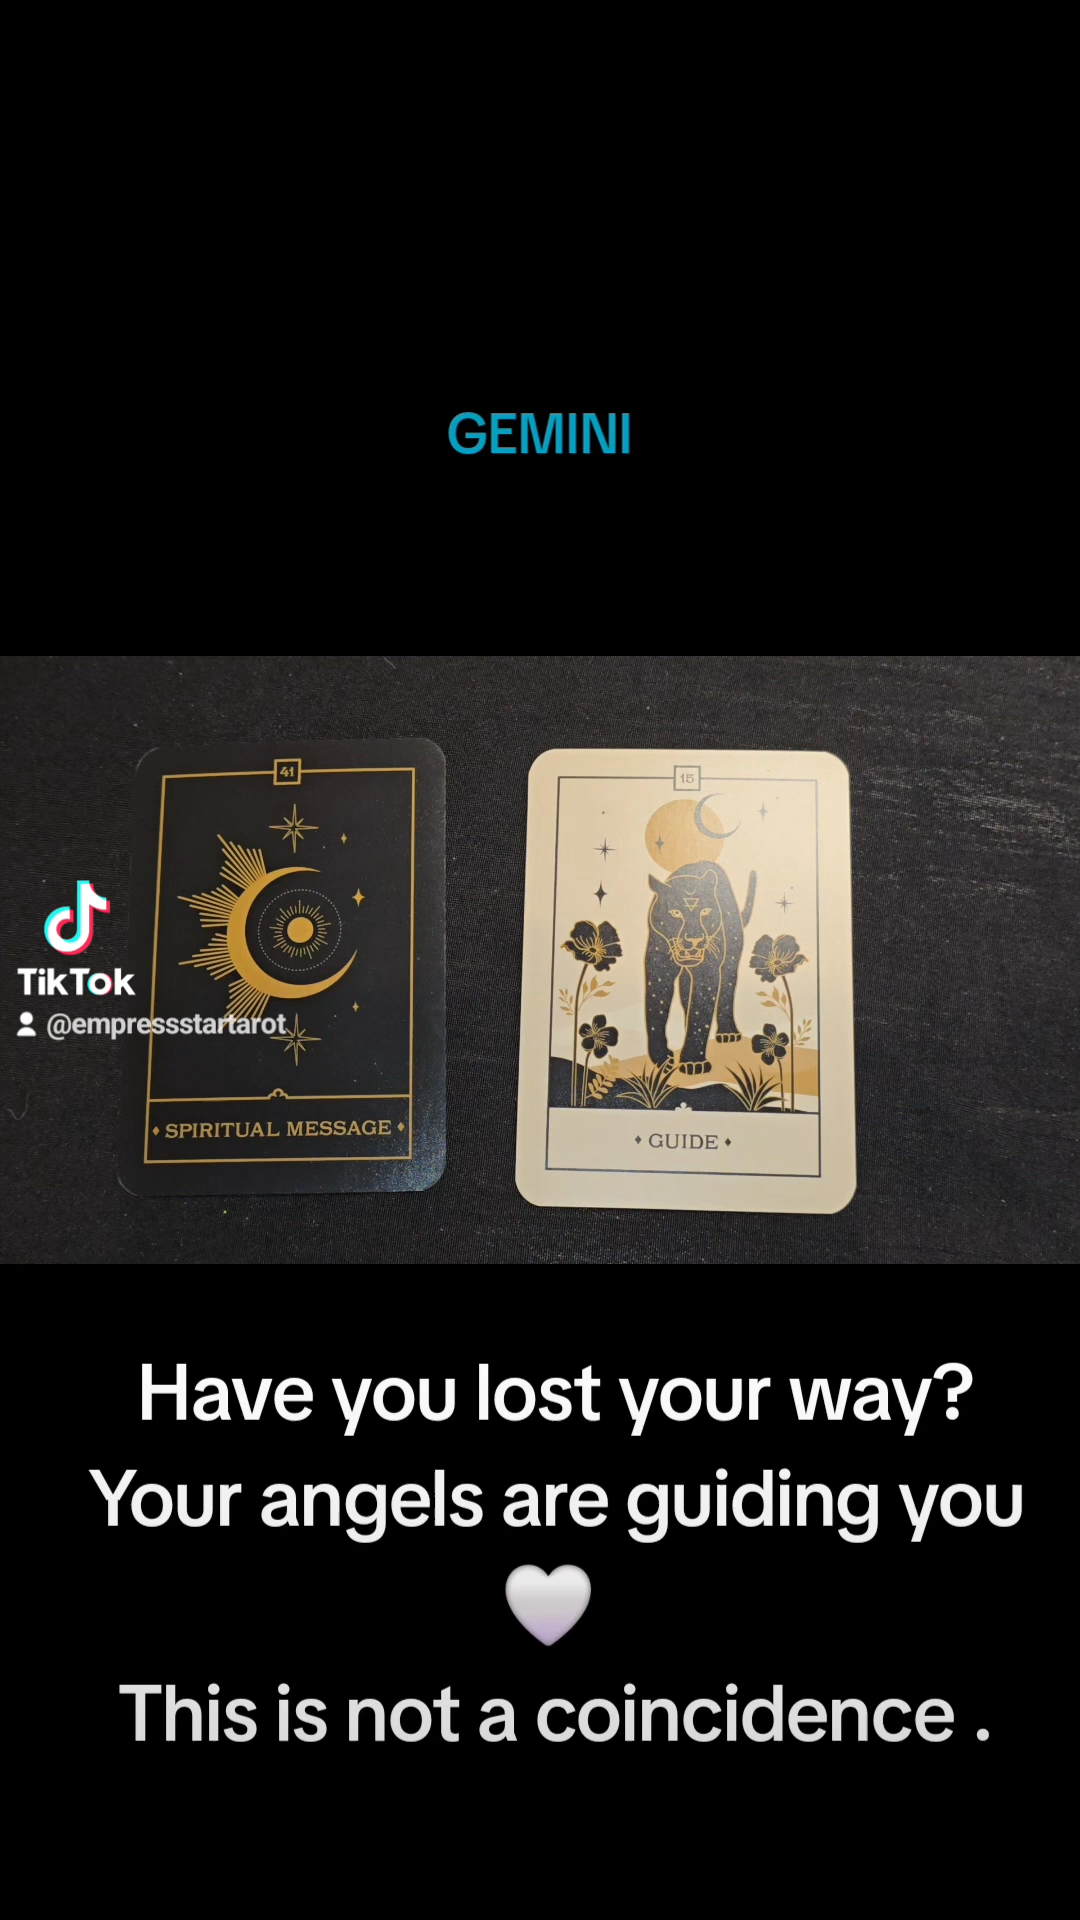 GEMINI
41
15
TikTok
@empressstartarot
SPIRITUAL MESSAGE
GUIDE
Have you lost your way?
Your angels are guiding you
🤍
This is not a coincidence .